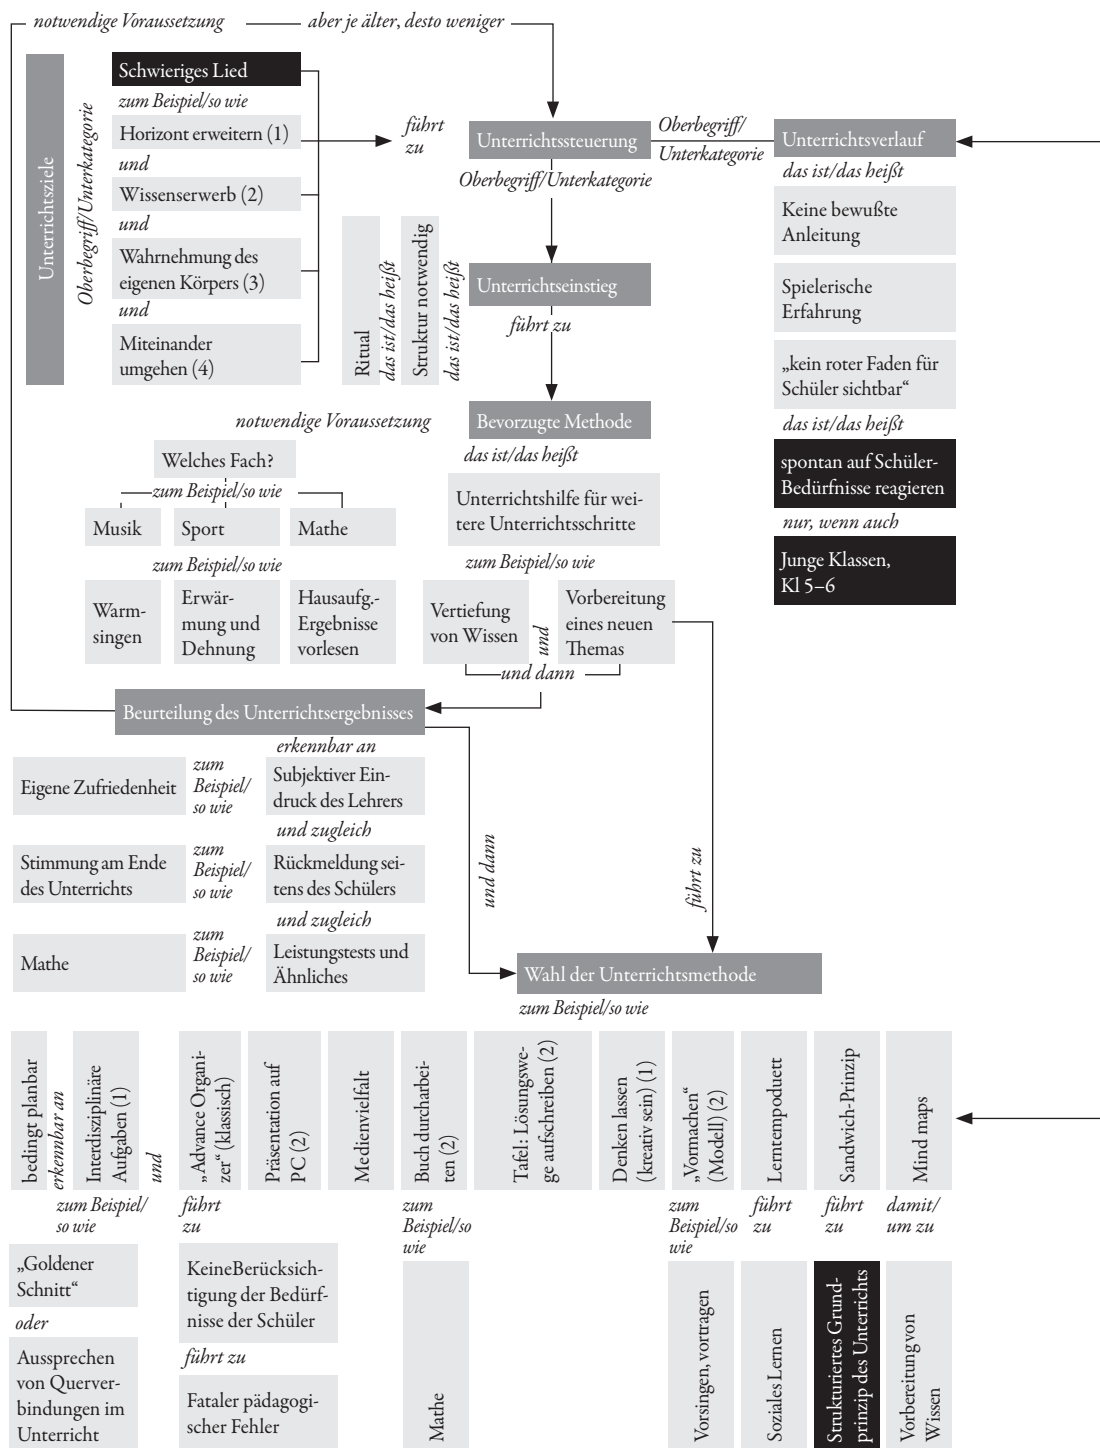 notwendige Voraussetzung
aber je älter, desto weniger
Unterrichtsziele
Oberbegriff/Unterkategorie
Schwieriges Lied
zum Beispiel/so wie
Horizont erweitern (1)
und
Wissenserwerb (2)
und
Wahrnehmung des
eigenen Körpers (3)
und
Miteinander
umgehen (4)
führt
zu
Unterrichtssteuerung
Oberbegriff/
Unterkategorie
Unterrichtsverlauf
Oberbegriff/Unterkategorie
das ist/das heißt
Keine bewußte
Anleitung
Spielerische
Erfahrung
„kein roter Faden für
Schüler sichtbar“
das ist/das heißt
spontan auf Schüler-
Bedürfnisse reagieren
nur, wenn auch
Junge Klassen,
Kl 5–6
Ritual
das ist/das heißt
Struktur notwendig
das ist/das heißt
Unterrichtseinstieg
führt zu
Bevorzugte Methode
notwendige Voraussetzung
das ist/das heißt
Welches Fach?
zum Beispiel/so wie
Musik
Sport
Mathe
zum Beispiel/so wie
Warm-
singen
Erwär-
mung und
Dehnung
Hausaufg.-
Ergebnisse
vorlesen
Unterrichtshilfe für wei-
tere Unterrichtsschritte
zum Beispiel/so wie
Vertiefung
von Wissen
und
Vorbereitung
eines neuen
Themas
und dann
Beurteilung des Unterrichtsergebnisses
erkennbar an
Eigene Zufriedenheit
zum
Beispiel/
so wie
Subjektiver Ein-
druck des Lehrers
und zugleich
Stimmung am Ende
des Unterrichts
zum
Beispiel/
so wie
Rückmeldung sei-
tens des Schülers
und zugleich
Mathe
zum
Beispiel/
so wie
Leistungstests und
Ähnliches
und dann
führt zu
Wahl der Unterrichtsmethode
zum Beispiel/so wie
bedingt planbar
erkennbar an
Interdisziplinäre
Aufgaben (1)
und
„Advance Organi-
zer“ (klassisch)
Präsentation auf
PC (2)
Medienvielfalt
Buch durcharbei-
ten (2)
Tafel: Lösungswe-
ge aufschreiben (2)
Denken lassen
(kreativ sein) (1)
„Vormachen“
(Modell) (2)
Lerntempoduett
Sandwich-Prinzip
Mind maps
zum Beispiel/
so wie
führt
zu
zum
Beispiel/so
wie
zum
Beispiel/so
wie
führt
zu
führt
zu
damit/
um zu
„Goldener
Schnitt“
oder
Aussprechen
von Querver-
bindungen im
Unterricht
KeineBerücksich-
tigung der Bedürf-
nisse der Schüler
führt zu
Fataler pädagogi-
scher Fehler
Mathe
Vorsingen, vortragen
Soziales Lernen
Strukturiertes Grund-
prinzip des Unterrichts
Vorbereitung von
Wissen